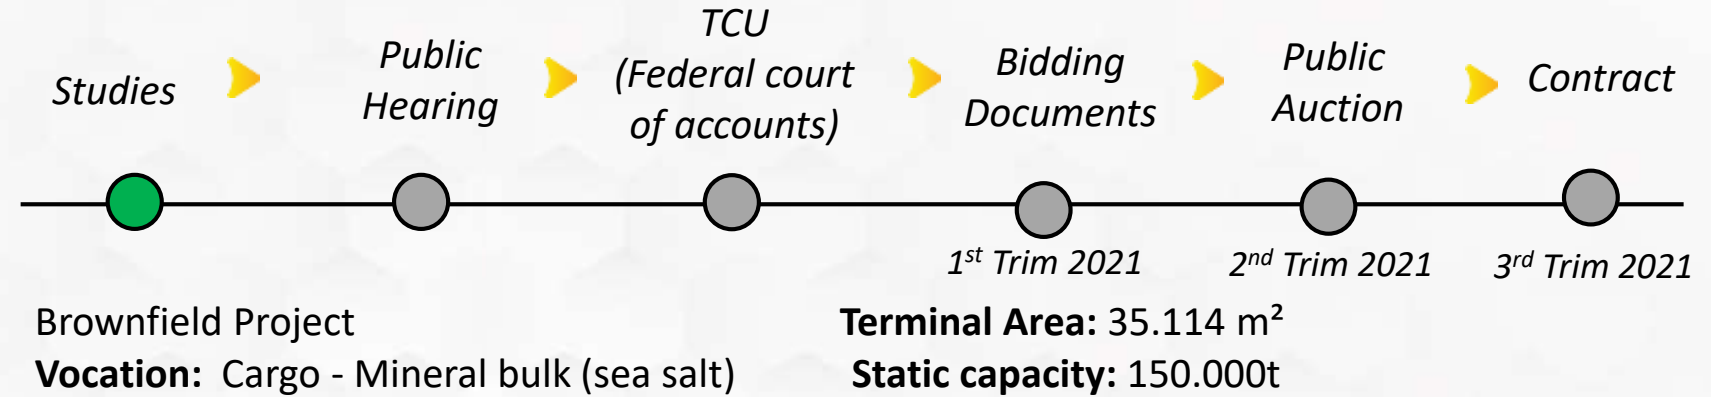 Studies
Public
Hearing
TCU
(Federal court
of accounts)
Bidding
Documents
Public
Auction
Contract
1st Trim 2021
2nd Trim 2021
3rd Trim 2021
Brownfield Project
Terminal Area: 35.114 m²
Vocation: Cargo - Mineral bulk (sea salt)
Static capacity: 150.000t